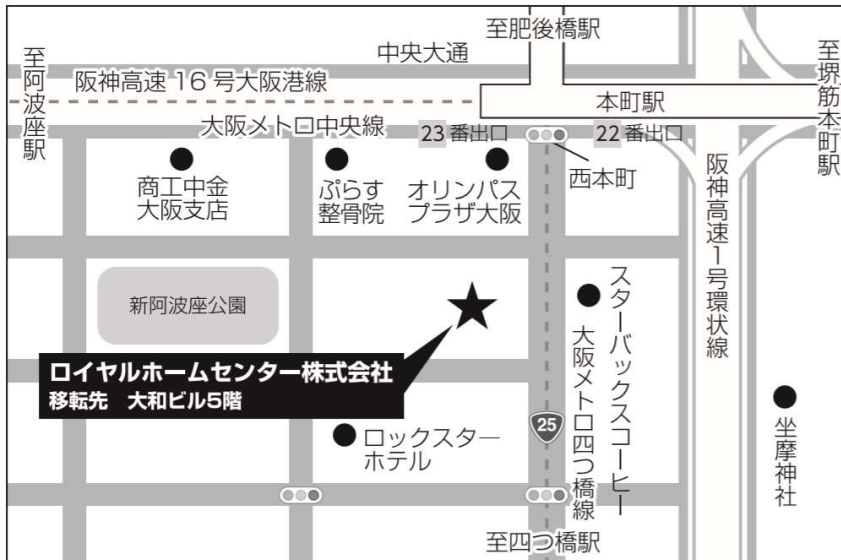 至肥後橋駅
中央大通
至阿波座駅
阪神高速 16 号大阪港線
本町駅
至堺筋本町駅
大阪メトロ中央線
23 番出口
22 番出口
西本町
商工中金
大阪支店
ぷらす
整骨院
オリンパス
プラザ大阪
阪神高速1号環状線
新阿波座公園
スターバックスコーヒー
大阪メトロ四つ橋線
ロイヤルホームセンター株式会社
移転先 大和ビル5階
25
ロックスター
ホテル
坐摩神社
至四つ橋駅